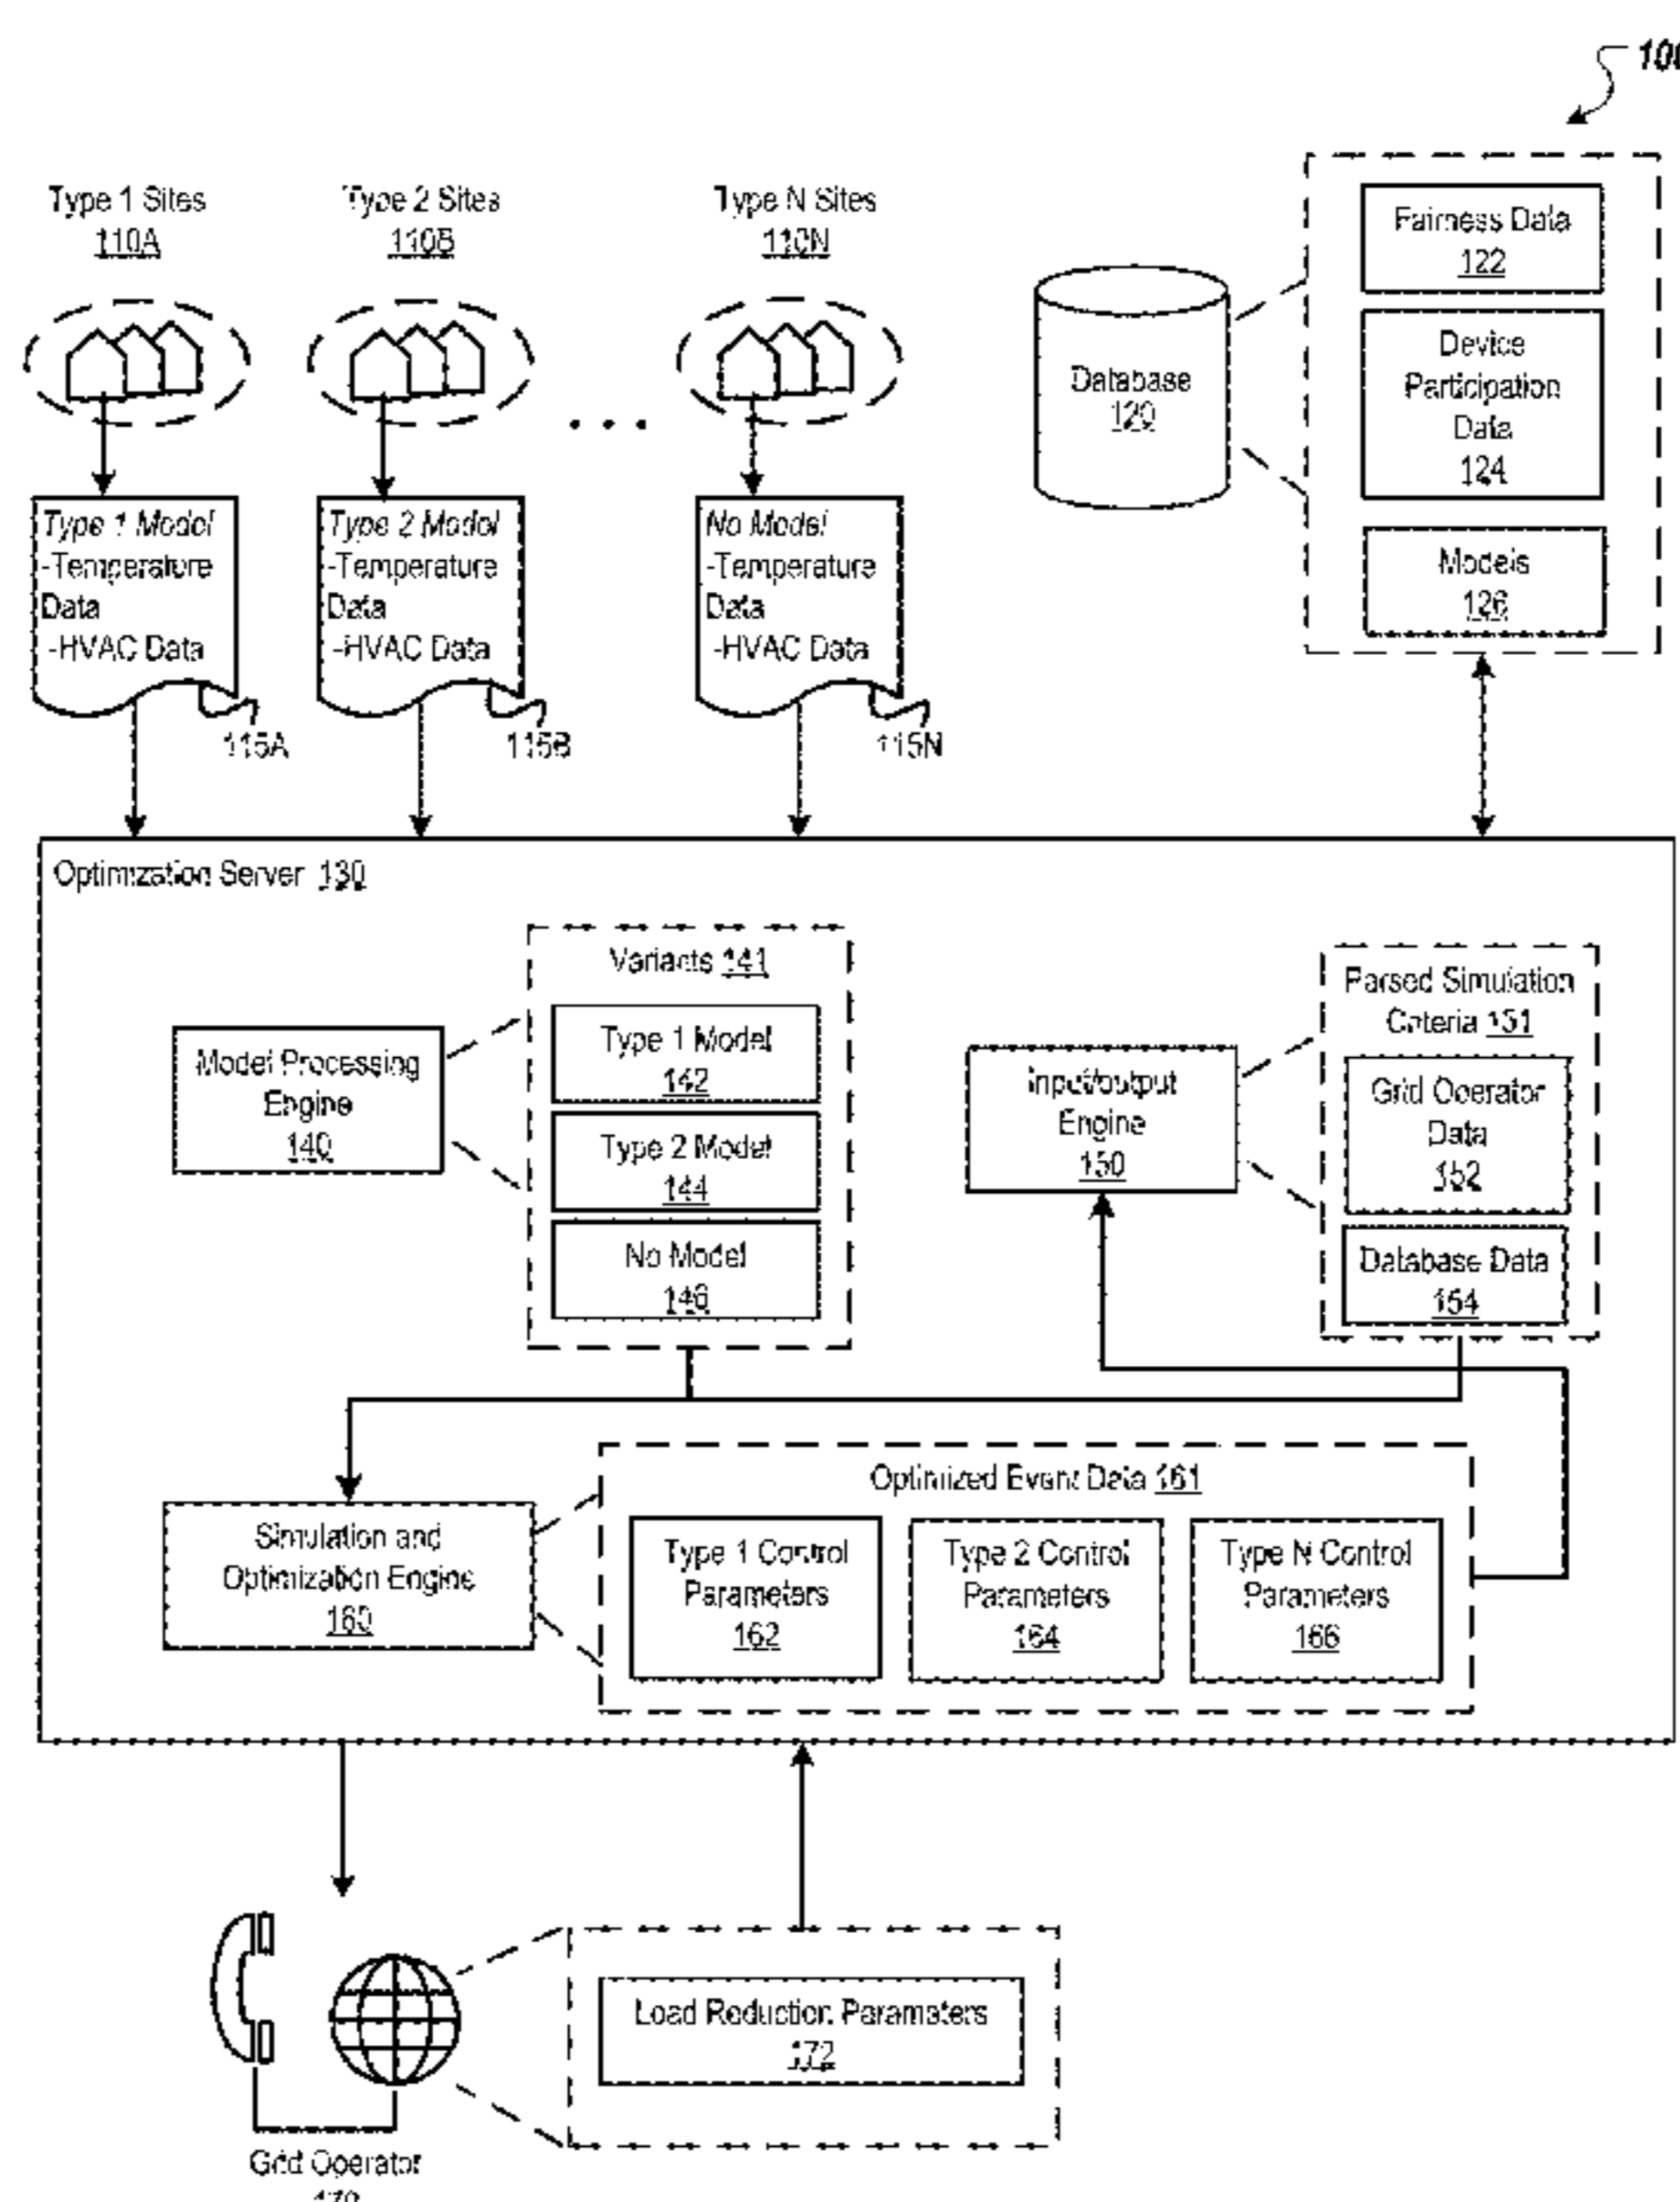 100
Type 1 Sites
110A
Type 2 Sites
110B
Type N Sites
110N
Fairness Data
122
Device
Participation
Data
124
Models
126
Database
120
Type 1 Model
-Temperature
Data
-HVAC Data
115A
Type 2 Model
-Temperature
Data
-HVAC Data
115B
No Model
-Temperature
Data
-HVAC Data
115N
Optimization Server 130
Model Processing
Engine
140
Variants 141
Type 1 Model
142
Type 2 Model
144
No Model
146
Input/output
Engine
150
Parsed Simulation
Criteria 151
Grid Operator
Data
152
Database Data
154
Simulation and
Optimization Engine
160
Optimized Event Data 161
Type 1 Control
Parameters
162
Type 2 Control
Parameters
164
Type N Control
Parameters
166
Load Reduction Parameters
172
Grid Operator
170